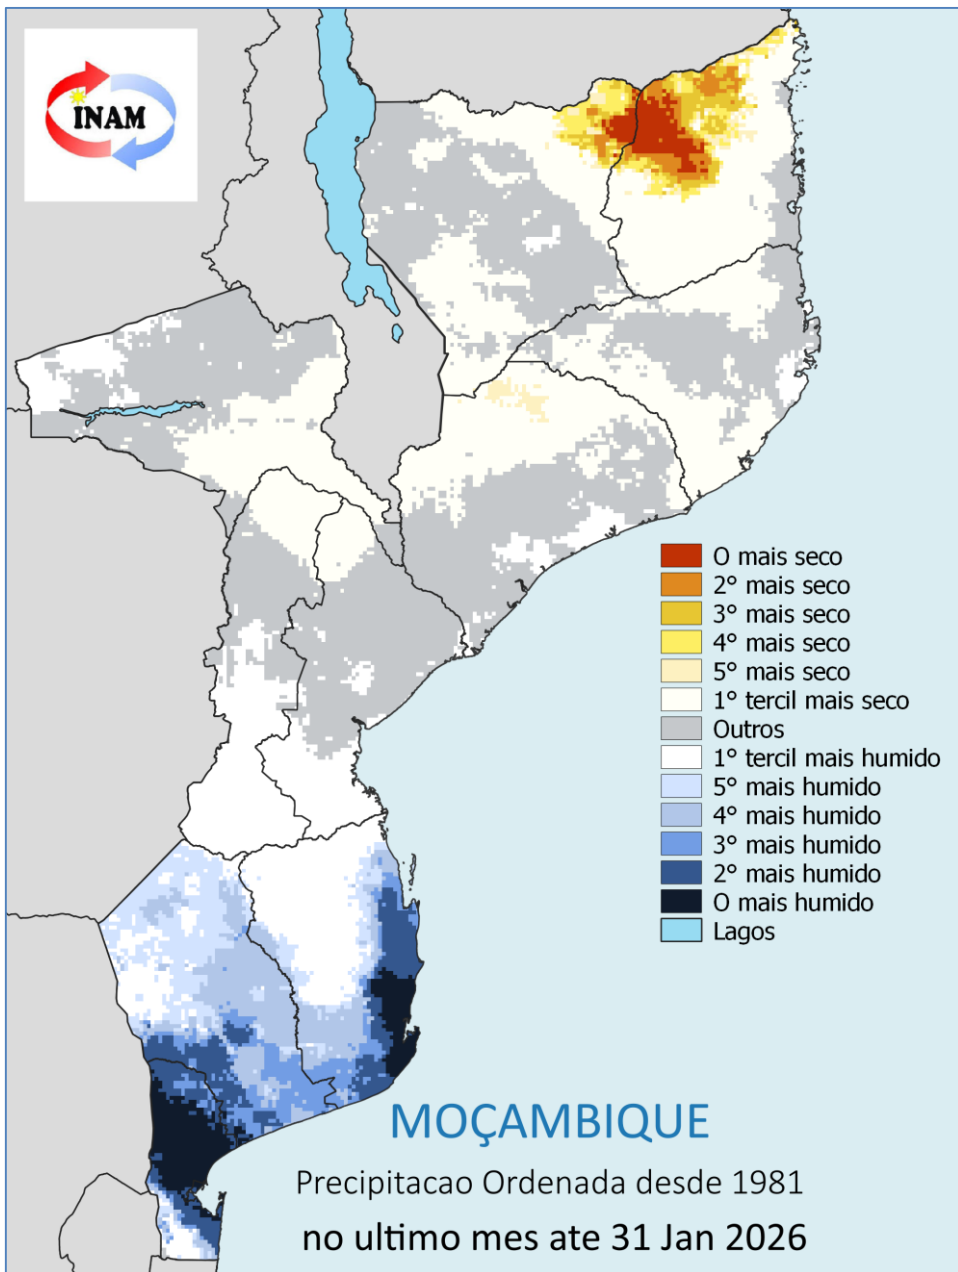 INAM
O mais seco
2° mais seco
3° mais seco
4° mais seco
5° mais seco
1° tercil mais seco
Outros
1° tercil mais humido
5° mais humido
4° mais humido
3° mais humido
2° mais humido
O mais humido
Lagos
MOÇAMBIQUE
Precipitacao Ordenada desde 1981
no ultimo mes ate 31 Jan 2026